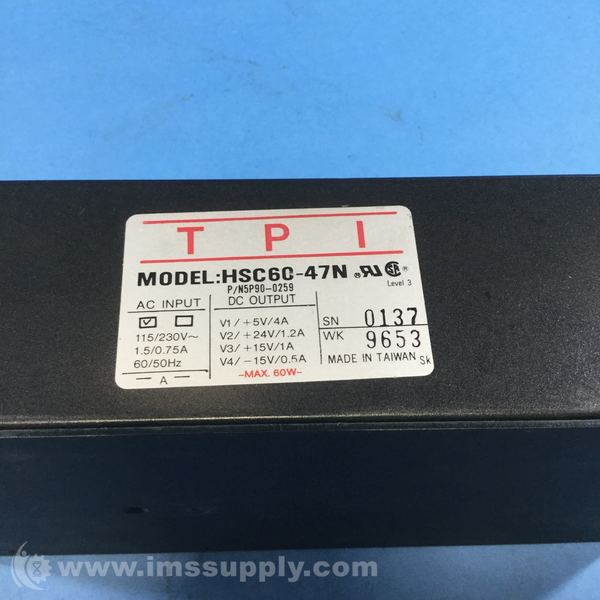 T P I
MODEL:HSC60-47N
Level 3
P/N5P90-0259
AC INPUT
115/230V~
1.5/0.75A
60/50Hz
A
DC OUTPUT
V1/+5V/4A
V2/+24V/1.2A
V3/+15V/1A
V4/-15V/0.5A
-MAX. 60W-
SN 0137
WK 9653
MADE IN TAIWAN Sk
www.imssupply.com